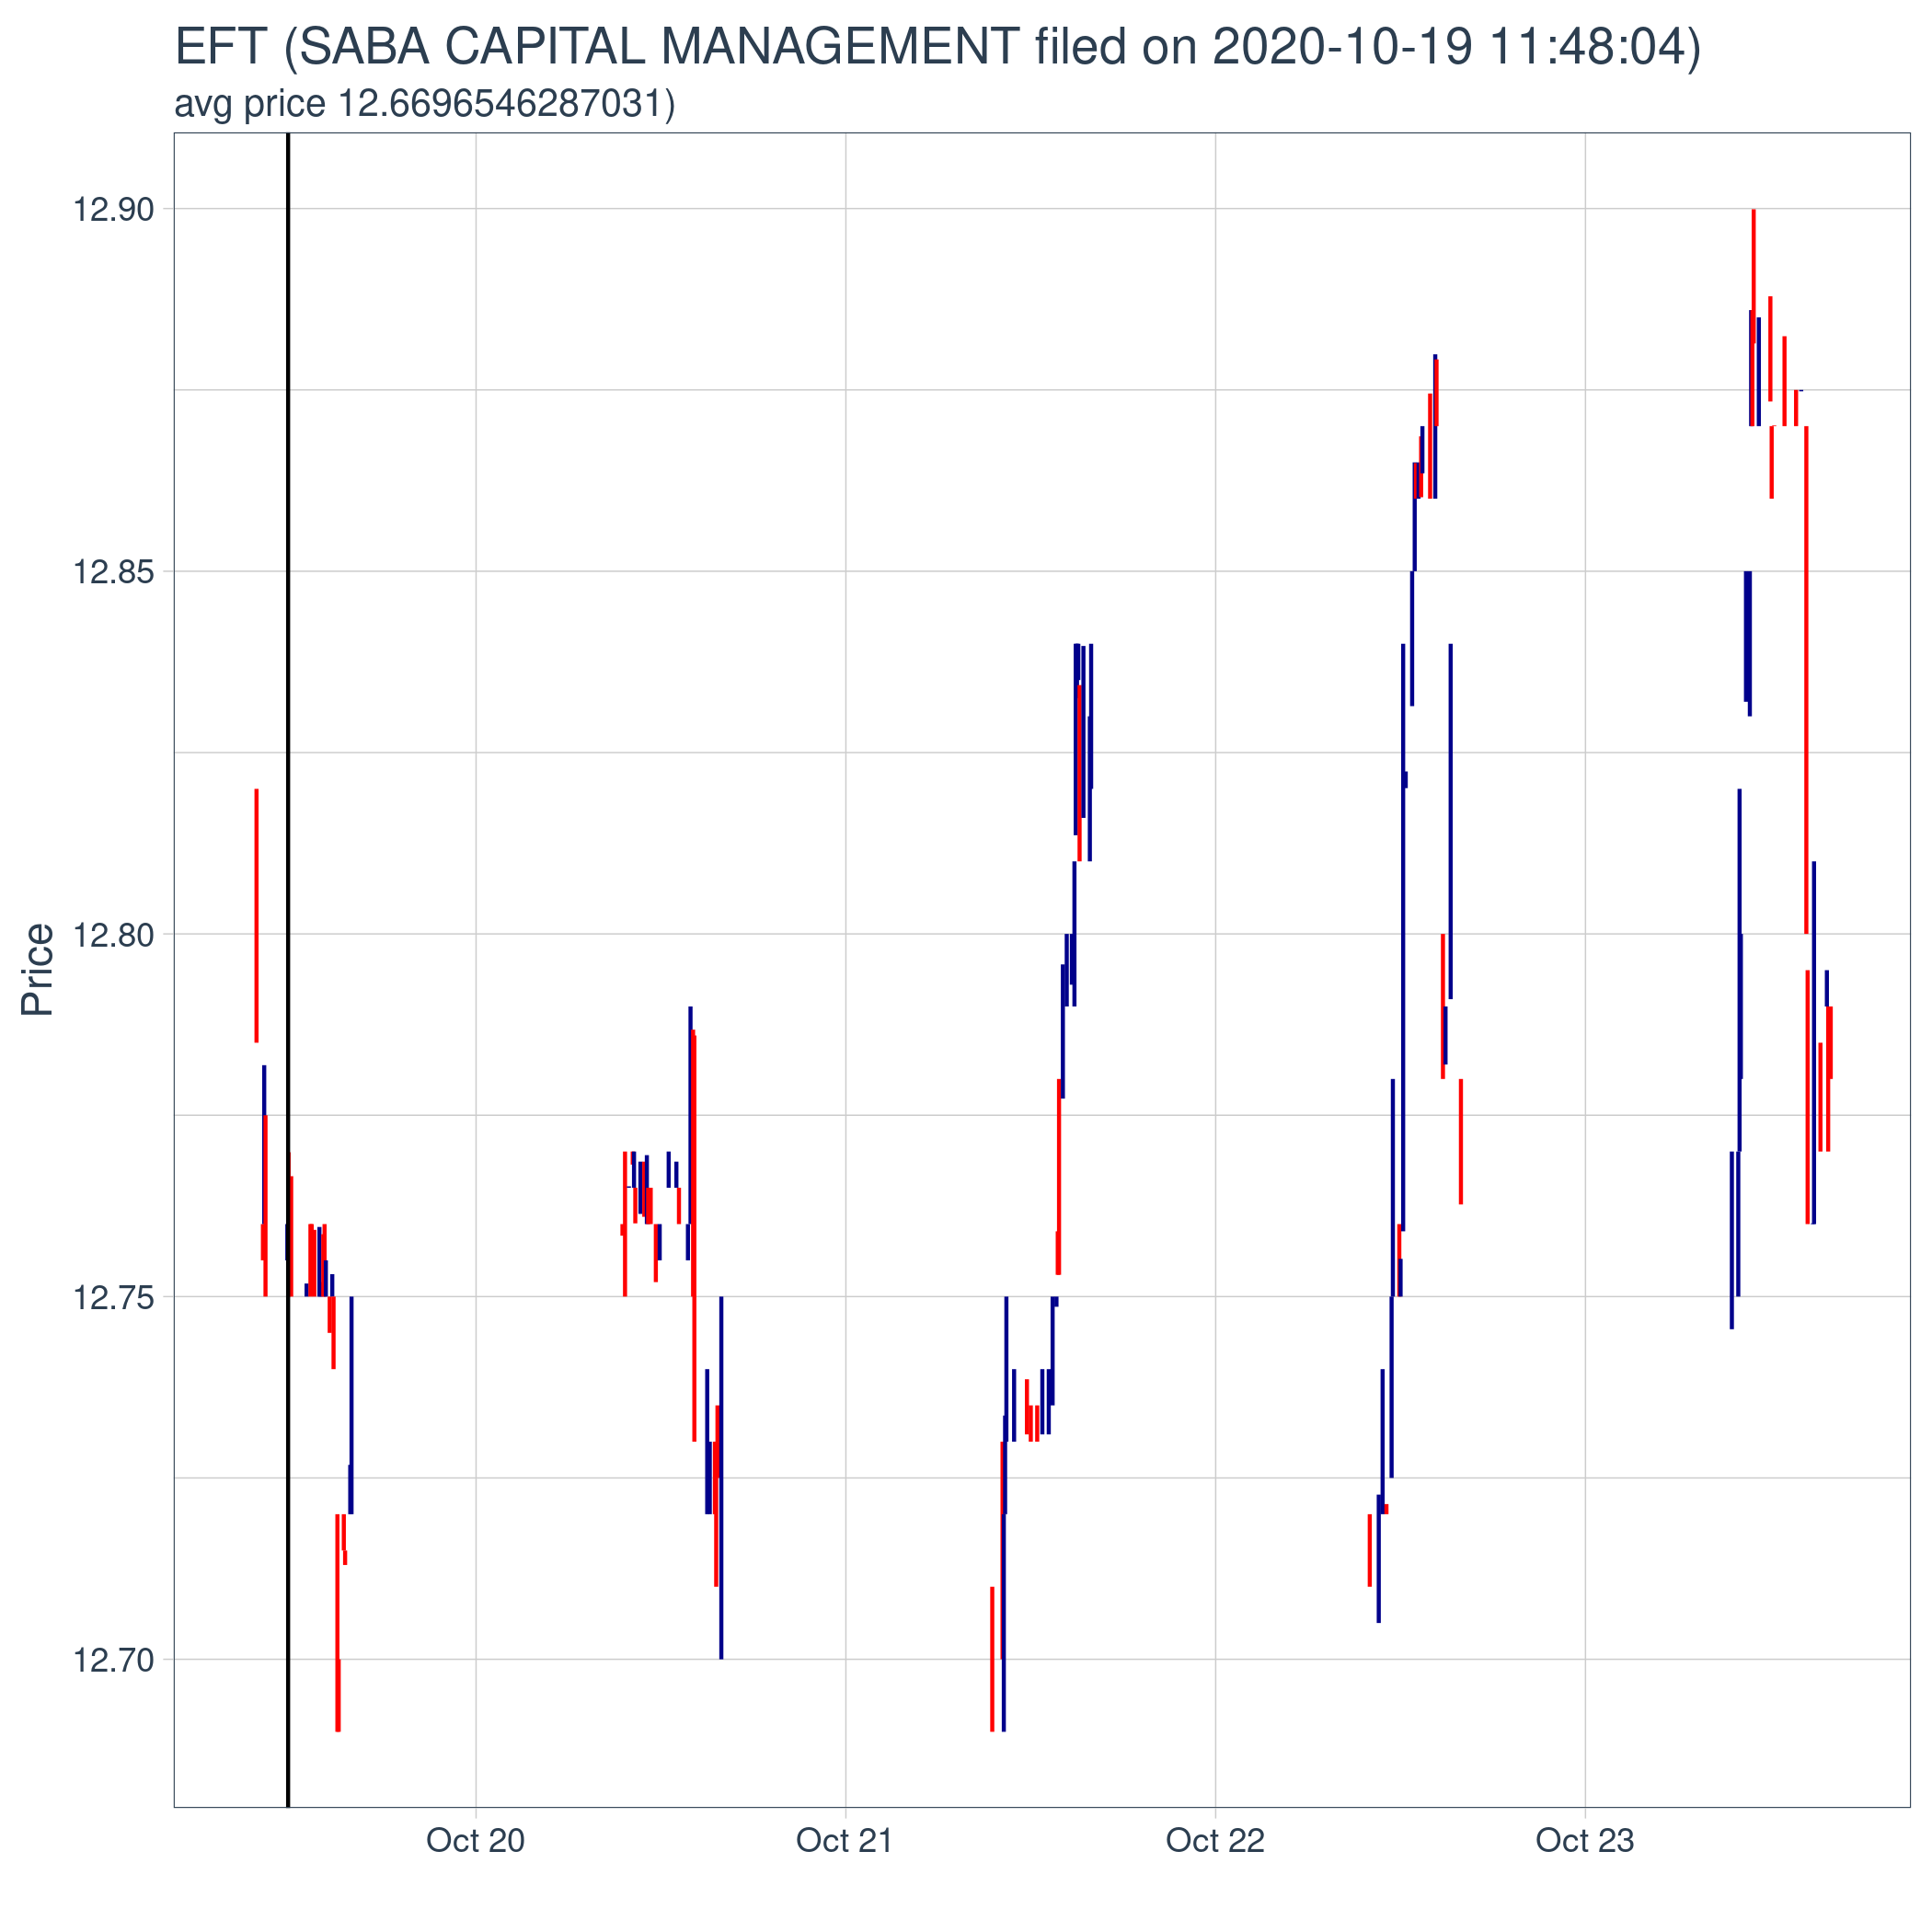 EFT (SABA CAPITAL MANAGEMENT filed on 2020-10-19 11:48:04)
avg price 12.6696546287031)
12.90
12.85
12.80
12.75
12.70
Price
Oct 20
Oct 21
Oct 22
Oct 23